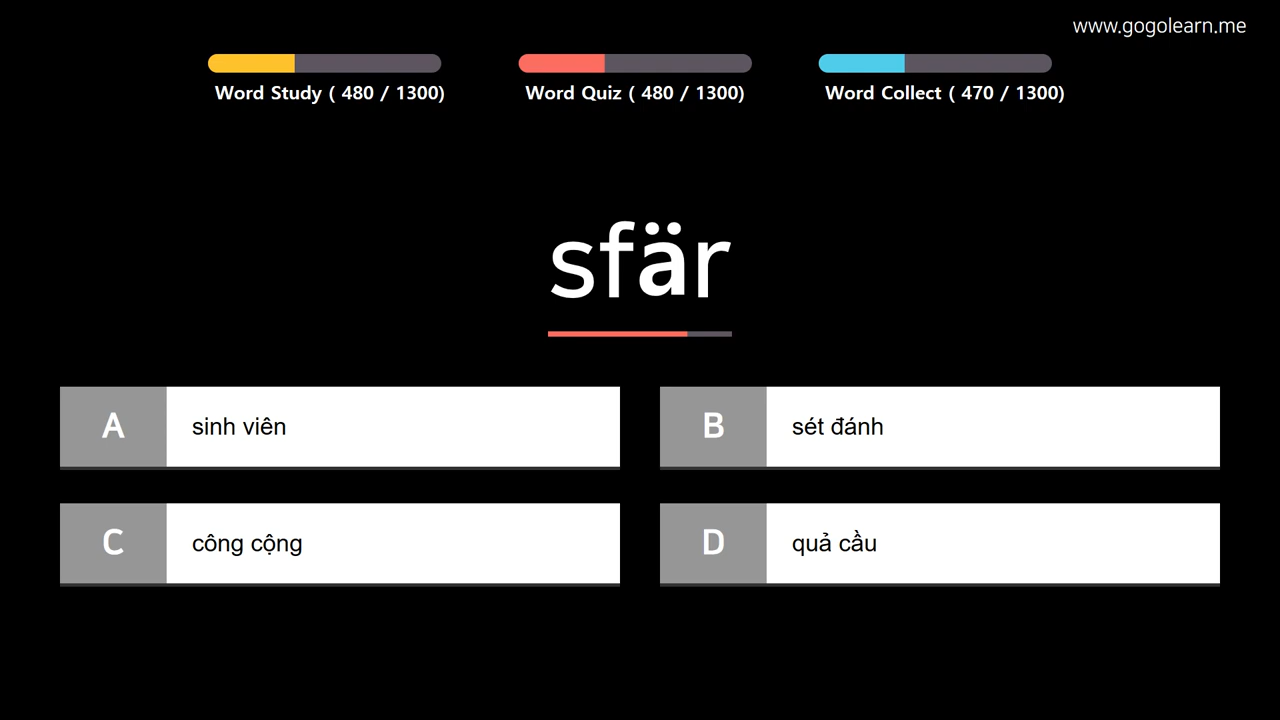 www.gogolearn.me
Word Study ( 480 / 1300)
Word Quiz ( 480 / 1300)
Word Collect ( 470 / 1300)
sfär
A sinh viên
B sét đánh
C công cộng
D quả cầu